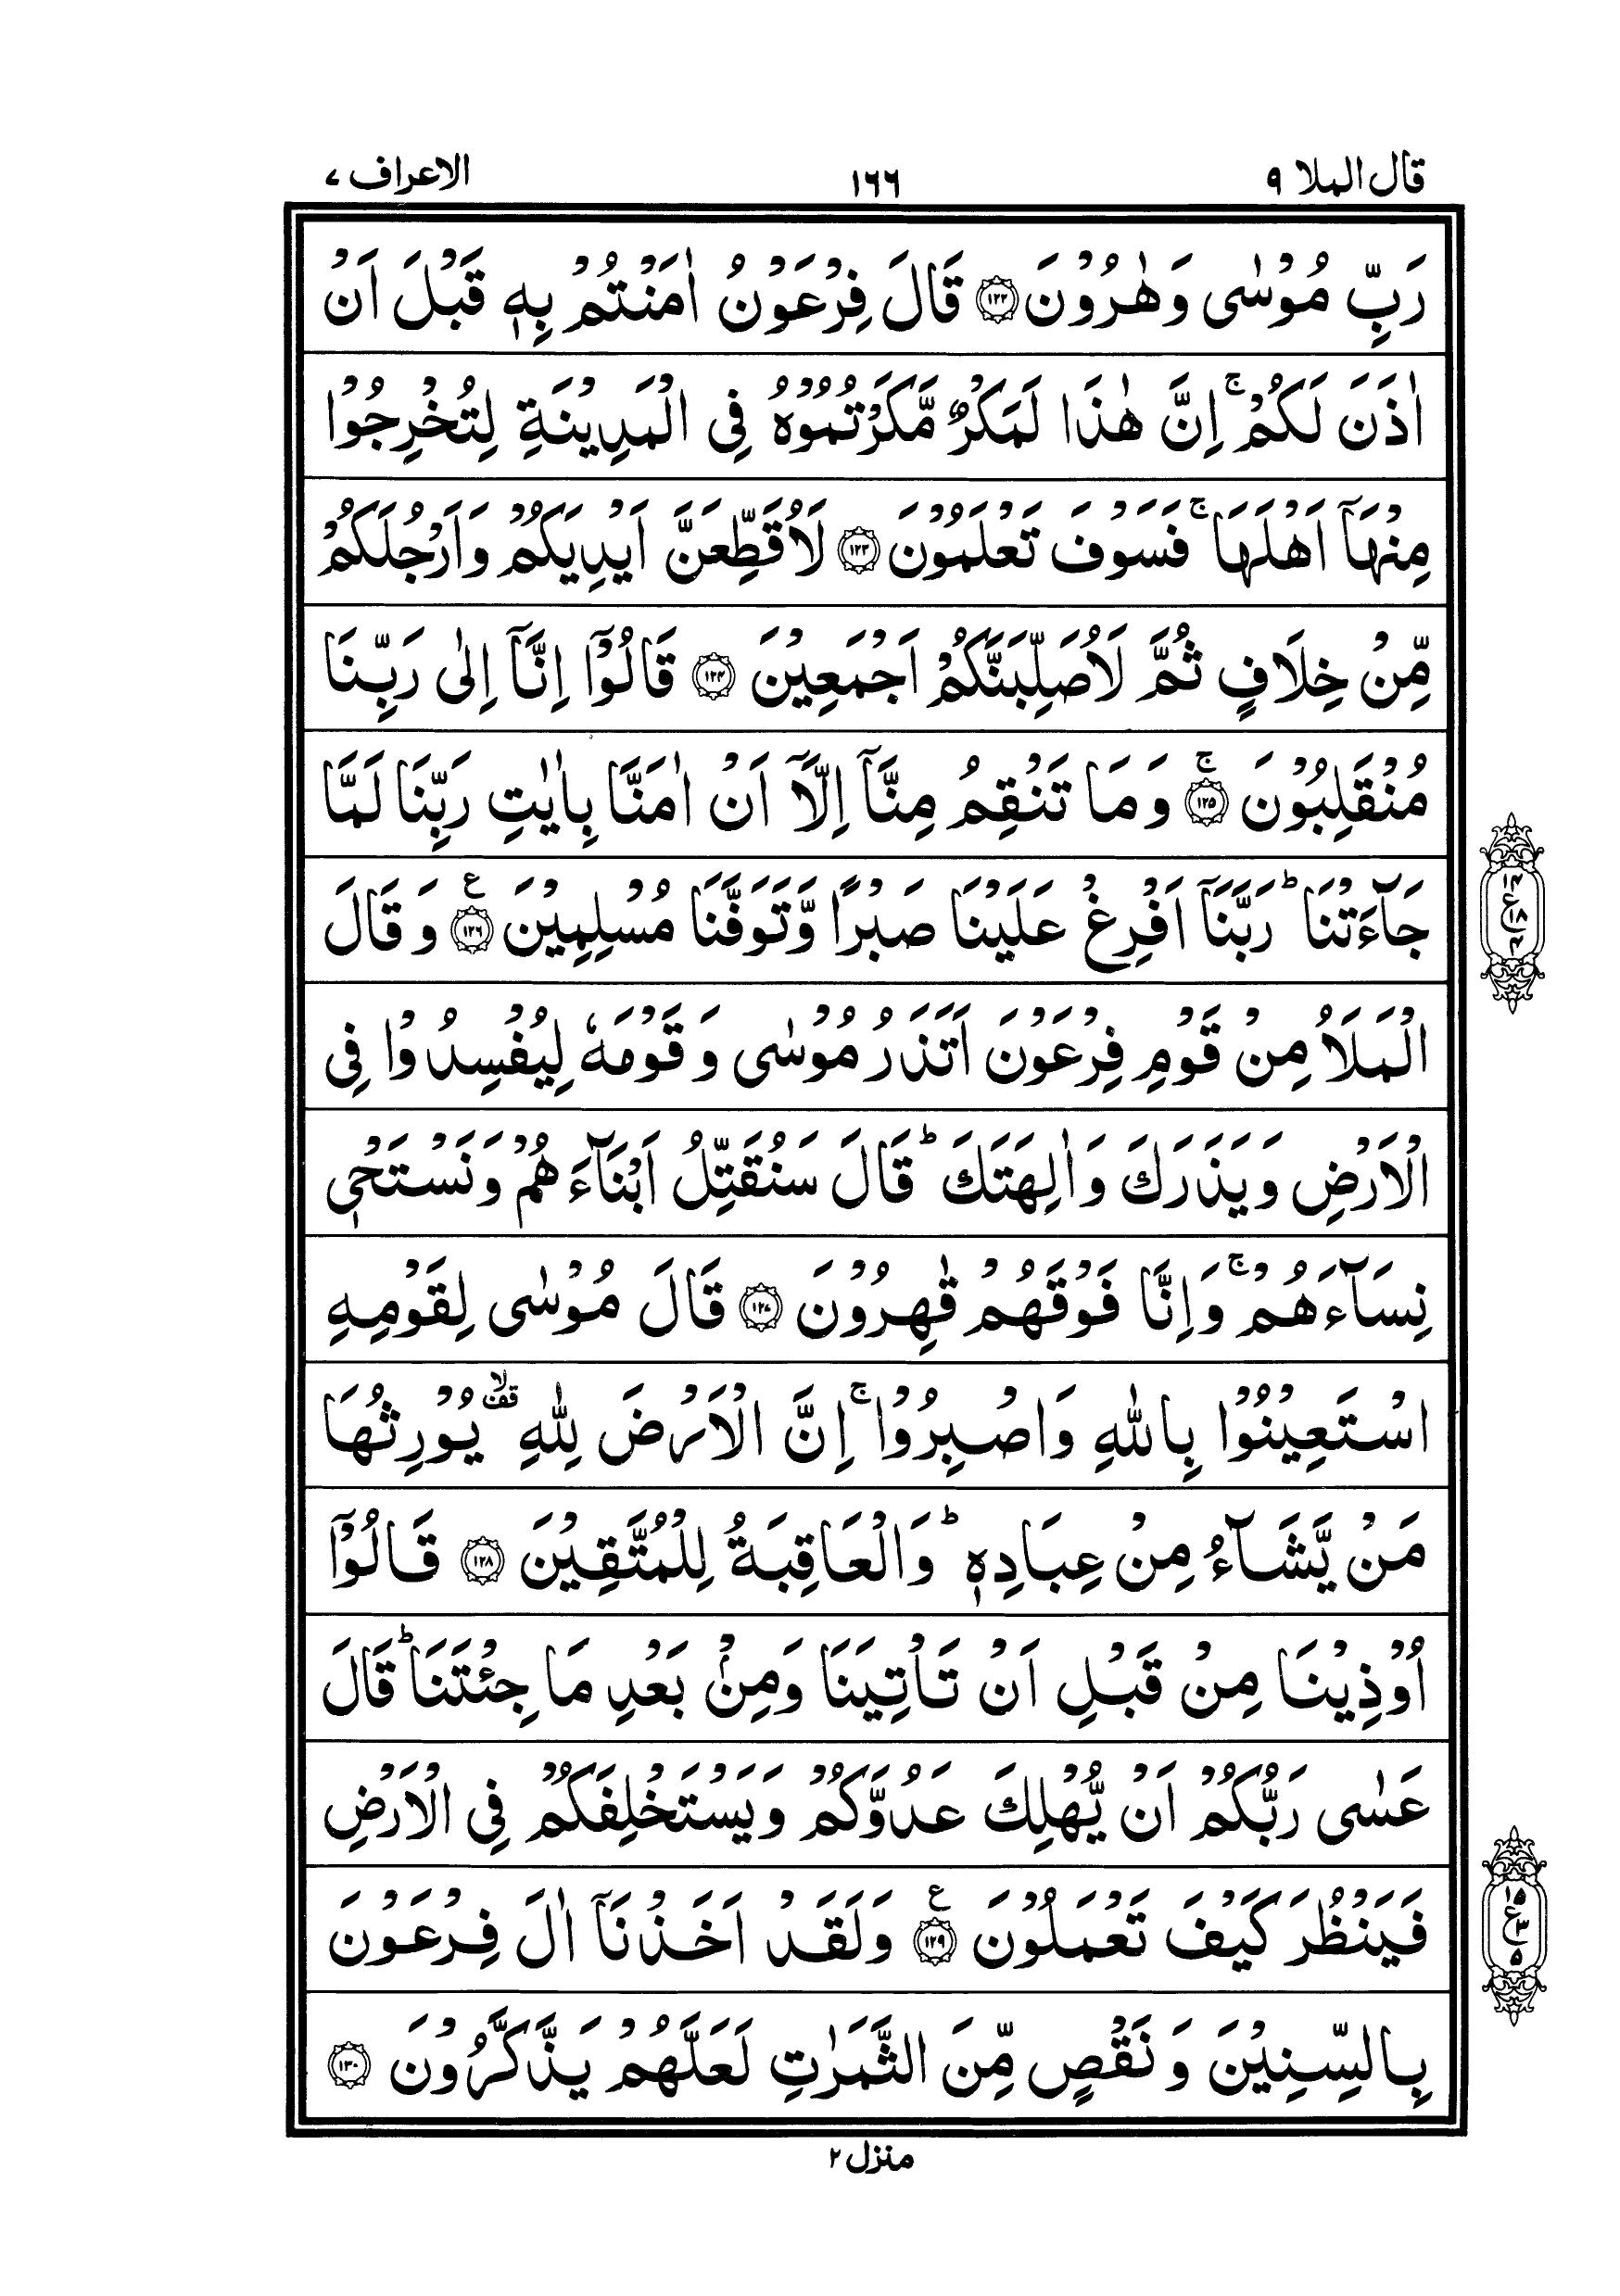 قال الملا ٩
١٦٦
الاعراف ٧
رَبِّ مُوْسٰى وَهٰرُوْنَ ﴿١٢٢﴾ قَالَ فِرْعَوْنُ اٰمَنْتُمْ بِهٖ قَبْلَ اَنْ
اٰذَنَ لَكُمْ ۚ اِنَّ هٰذَا لَمَكْرٌ مَّكَرْتُمُوْهُ فِى الْمَدِيْنَةِ لِتُخْرِجُوْا
مِنْهَاۤ اَهْلَهَا ۚ فَسَوْفَ تَعْلَمُوْنَ ﴿١٢٣﴾ لَاُقَطِّعَنَّ اَيْدِيَكُمْ وَاَرْجُلَكُمْ
مِّنْ خِلَافٍ ثُمَّ لَاُصَلِّبَنَّكُمْ اَجْمَعِيْنَ ﴿١٢٤﴾ قَالُوْۤا اِنَّاۤ اِلٰى رَبِّنَا
مُنْقَلِبُوْنَ ۚ ﴿١٢٥﴾ وَمَا تَنْقِمُ مِنَّاۤ اِلَّاۤ اَنْ اٰمَنَّا بِاٰيٰتِ رَبِّنَا لَمَّا
جَآءَتْنَا ؕ رَبَّنَاۤ اَفْرِغْ عَلَيْنَا صَبْرًا وَّتَوَفَّنَا مُسْلِمِيْنَ ﴿١٢٦﴾ ع وَقَالَ
الْمَلَاُ مِنْ قَوْمِ فِرْعَوْنَ اَتَذَرُ مُوْسٰى وَقَوْمَهٗ لِيُفْسِدُوْا فِى
الْاَرْضِ وَيَذَرَكَ وَاٰلِهَتَكَ ؕ قَالَ سَنُقَتِّلُ اَبْنَآءَهُمْ وَنَسْتَحْىٖ
نِسَآءَهُمْ ۚ وَاِنَّا فَوْقَهُمْ قٰهِرُوْنَ ﴿١٢٧﴾ قَالَ مُوْسٰى لِقَوْمِهِ
اسْتَعِيْنُوْا بِاللّٰهِ وَاصْبِرُوْا ۚ اِنَّ الْاَرْضَ لِلّٰهِ ۙ قف يُوْرِثُهَا
مَنْ يَّشَآءُ مِنْ عِبَادِهٖ ؕ وَالْعَاقِبَةُ لِلْمُتَّقِيْنَ ﴿١٢٨﴾ قَالُوْۤا
اُوْذِيْنَا مِنْ قَبْلِ اَنْ تَاْتِيَنَا وَمِنْۢ بَعْدِ مَا جِئْتَنَا ؕ قَالَ
عَسٰى رَبُّكُمْ اَنْ يُّهْلِكَ عَدُوَّكُمْ وَيَسْتَخْلِفَكُمْ فِى الْاَرْضِ
فَيَنْظُرَ كَيْفَ تَعْمَلُوْنَ ﴿١٢٩﴾ ع وَلَقَدْ اَخَذْنَاۤ اٰلَ فِرْعَوْنَ
بِالسِّنِيْنَ وَنَقْصٍ مِّنَ الثَّمَرٰتِ لَعَلَّهُمْ يَذَّكَّرُوْنَ ﴿١٣٠﴾
١٤ ع ١٨ ٤
١٥ ع ٣ ٥
منزل ٢